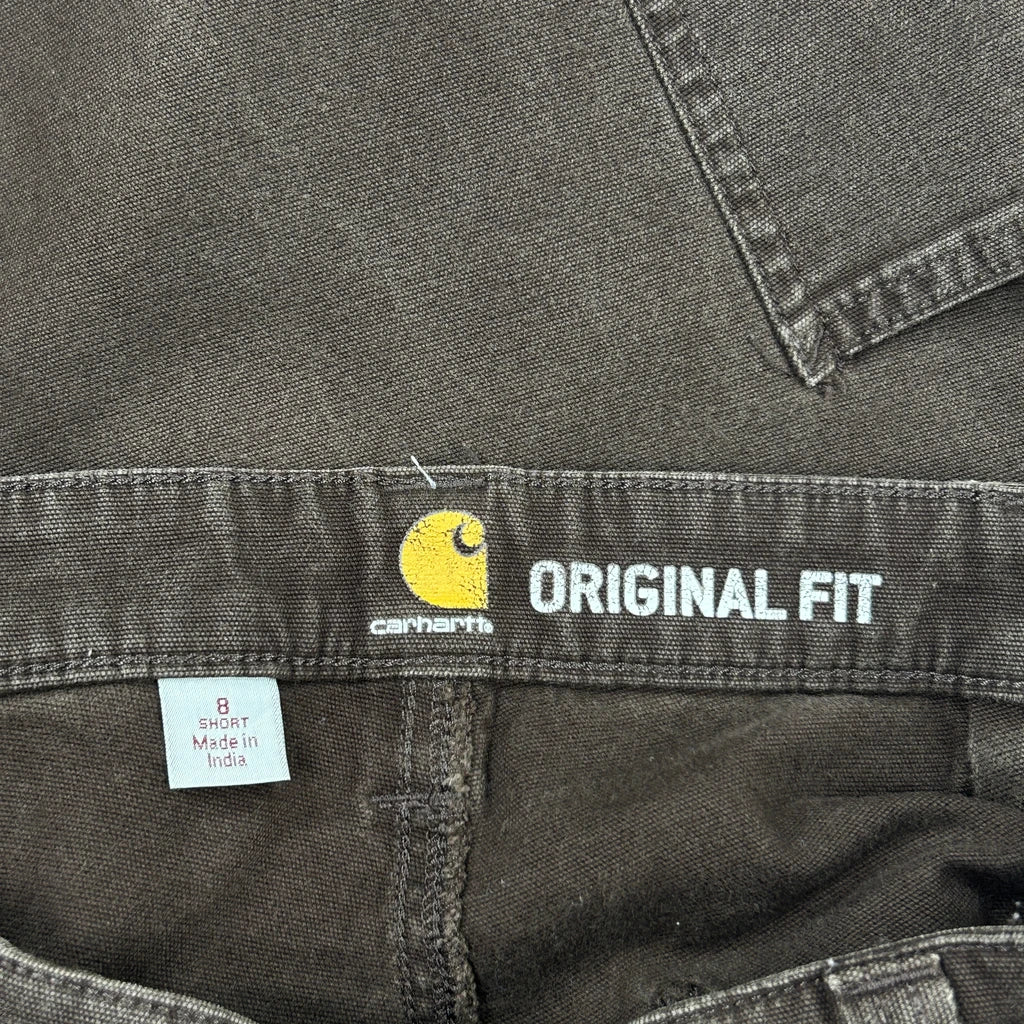 carhartt
ORIGINAL FIT
8
SHORT
Made in
India